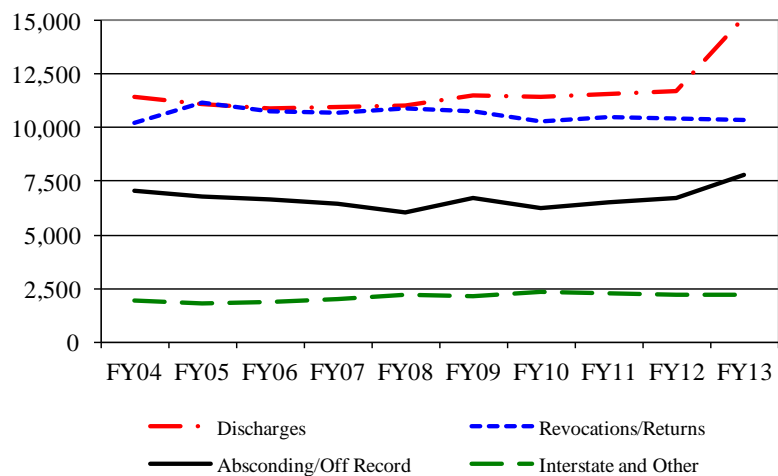 15,000
12,500
10,000
7,500
5,000
2,500
0
FY04 FY05 FY06 FY07 FY08 FY09 FY10 FY11 FY12 FY13
Discharges Revocations/Returns
Absconding/Off Record Interstate and Other